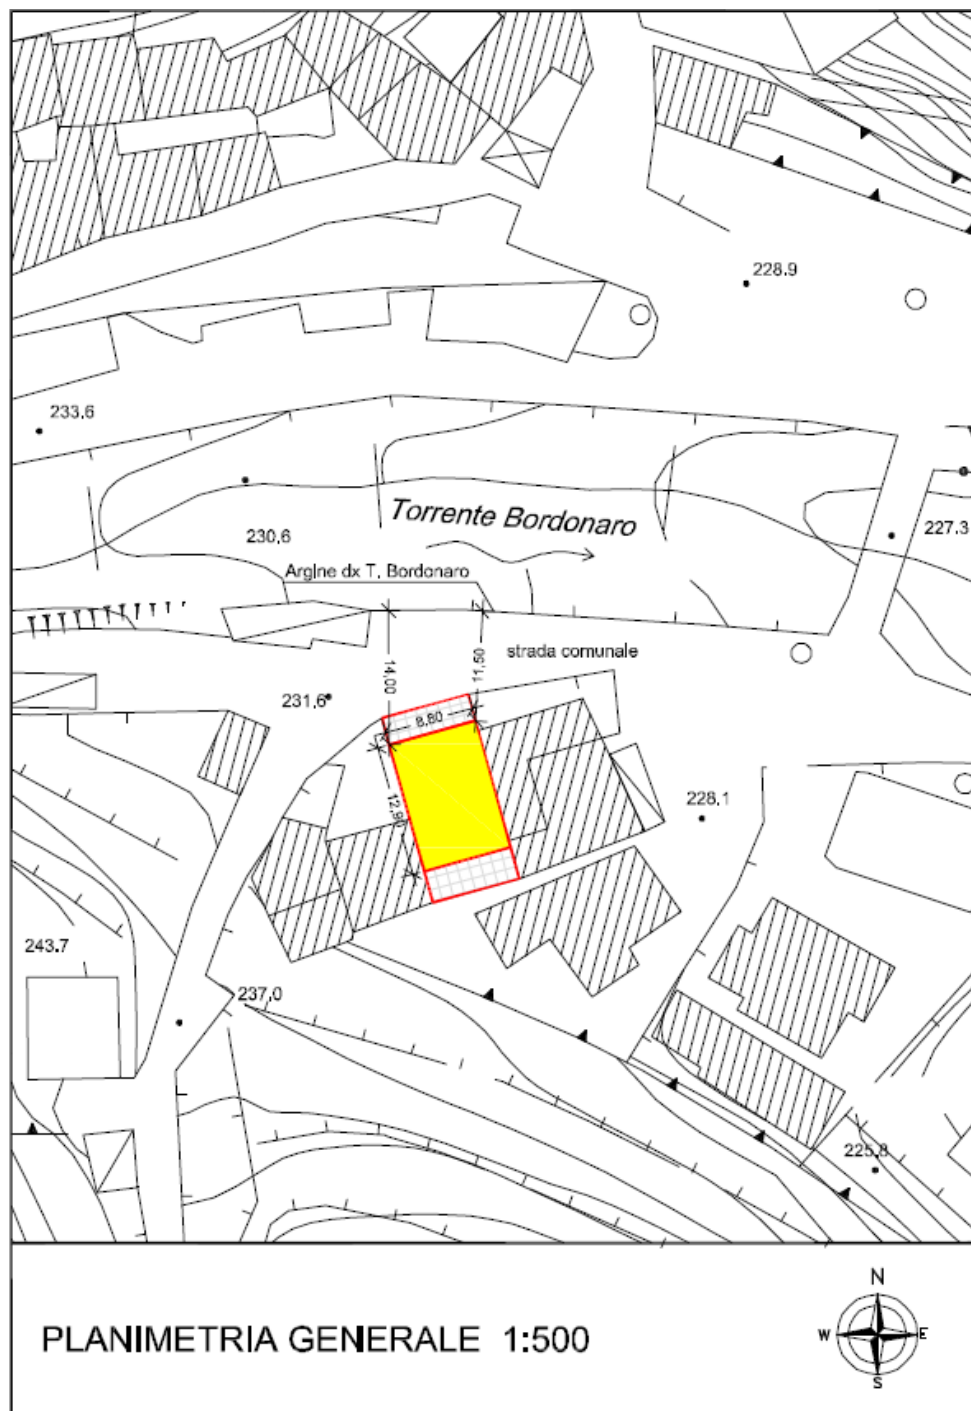 228.9
233.6
Torrente Bordonaro
227.3
230.6
Argine dx T. Bordonaro
strada comunale
14,00
11,50
231.6
8,80
12,90
228.1
243.7
237.0
225.8
N
PLANIMETRIA GENERALE 1:500
W
E
S